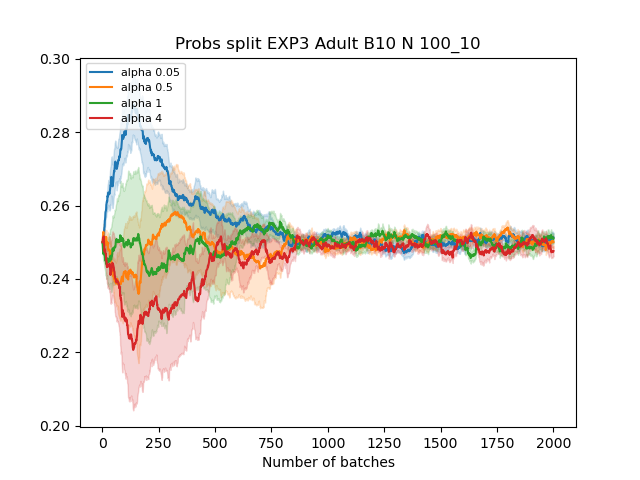 Probs split EXP3 Adult B10 N 100_10
0.30
0.28
0.26
0.24
0.22
0.20
alpha 0.05
alpha 0.5
alpha 1
alpha 4
0 250 500 750 1000 1250 1500 1750 2000
Number of batches